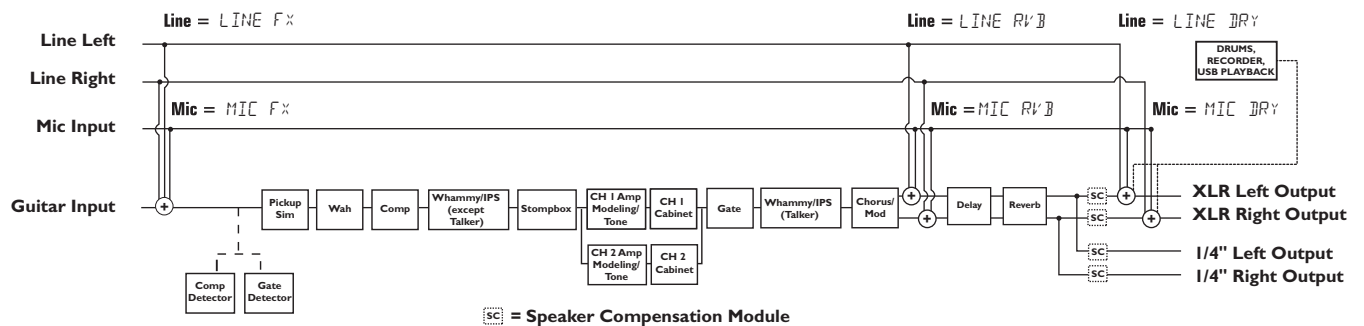 Line = LINE FX
Line = LINE RVB
Line = LINE DRY
Line Left
DRUMS,
RECORDER,
USB PLAYBACK
Line Right
Mic = MIC FX
Mic = MIC RVB
Mic = MIC DRY
Mic Input
Guitar Input
+
Pickup
Sim
Wah
Comp
Whammy/IPS
(except
Talker)
Stompbox
CH 1 Amp
Modeling/
Tone
CH 1
Cabinet
CH 2 Amp
Modeling/
Tone
CH 2
Cabinet
Gate
Whammy/IPS
(Talker)
Chorus/
Mod
+
+
Delay
Reverb
SC
+
XLR Left Output
SC
+
XLR Right Output
SC
1/4" Left Output
SC
1/4" Right Output
Comp
Detector
Gate
Detector
SC = Speaker Compensation Module